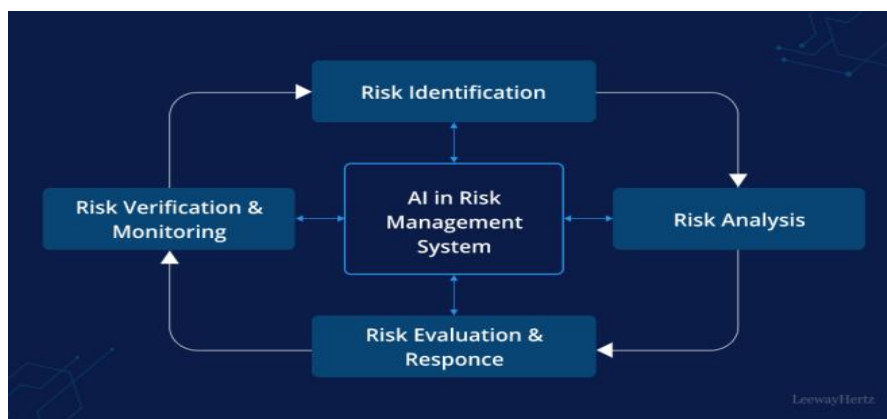 Risk Identification
Risk Verification &
Monitoring
AI in Risk
Management
System
Risk Analysis
Risk Evaluation &
Responce
LeewayHertz